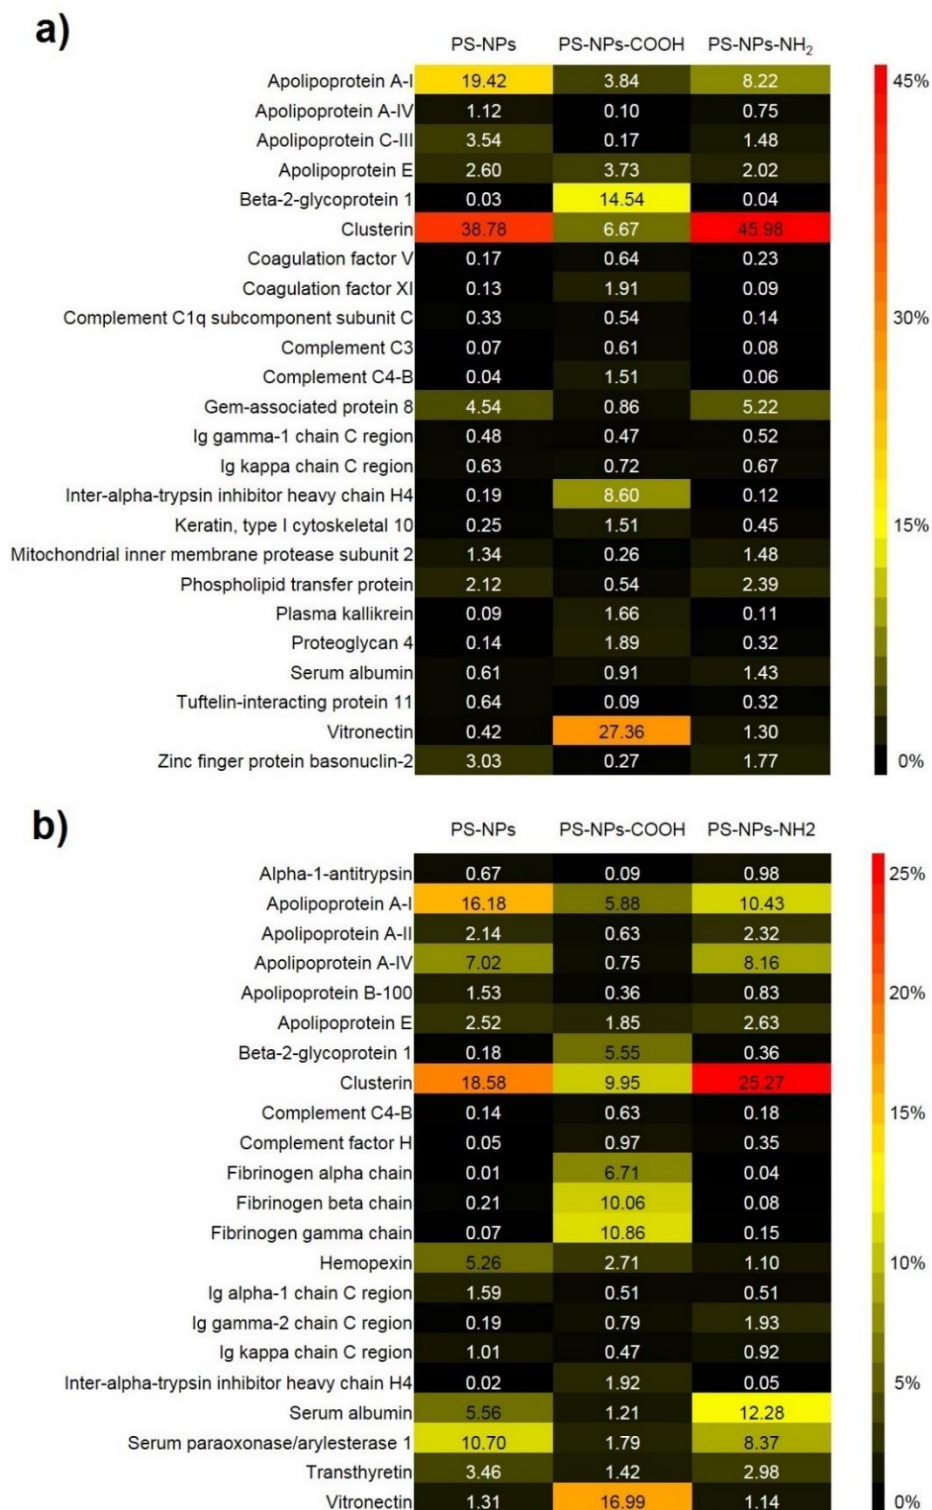 a)
PS-NPs PS-NPs-COOH PS-NPs-NH₂
Apolipoprotein A-I 19.42 3.84 8.22 45%
Apolipoprotein A-IV 1.12 0.10 0.75
Apolipoprotein C-III 3.54 0.17 1.48
Apolipoprotein E 2.60 3.73 2.02
Beta-2-glycoprotein 1 0.03 14.54 0.04
Clusterin 38.78 6.67 45.98
Coagulation factor V 0.17 0.64 0.23
Coagulation factor XI 0.13 1.91 0.09
Complement C1q subcomponent subunit C 0.33 0.54 0.14 30%
Complement C3 0.07 0.61 0.08
Complement C4-B 0.04 1.51 0.06
Gem-associated protein 8 4.54 0.86 5.22
Ig gamma-1 chain C region 0.48 0.47 0.52
Ig kappa chain C region 0.63 0.72 0.67
Inter-alpha-trypsin inhibitor heavy chain H4 0.19 8.60 0.12
Keratin, type I cytoskeletal 10 0.25 1.51 0.45 15%
Mitochondrial inner membrane protease subunit 2 1.34 0.26 1.48
Phospholipid transfer protein 2.12 0.54 2.39
Plasma kallikrein 0.09 1.66 0.11
Proteoglycan 4 0.14 1.89 0.32
Serum albumin 0.61 0.91 1.43
Tuftelin-interacting protein 11 0.64 0.09 0.32
Vitronectin 0.42 27.36 1.30
Zinc finger protein basonuclin-2 3.03 0.27 1.77 0%
b)
PS-NPs PS-NPs-COOH PS-NPs-NH2
Alpha-1-antitrypsin 0.67 0.09 0.98 25%
Apolipoprotein A-I 16.18 5.88 10.43
Apolipoprotein A-II 2.14 0.63 2.32
Apolipoprotein A-IV 7.02 0.75 8.16
Apolipoprotein B-100 1.53 0.36 0.83 20%
Apolipoprotein E 2.52 1.85 2.63
Beta-2-glycoprotein 1 0.18 5.55 0.36
Clusterin 18.58 9.95 25.27
Complement C4-B 0.14 0.63 0.18 15%
Complement factor H 0.05 0.97 0.35
Fibrinogen alpha chain 0.01 6.71 0.04
Fibrinogen beta chain 0.21 10.06 0.08
Fibrinogen gamma chain 0.07 10.86 0.15
Hemopexin 5.26 2.71 1.10 10%
Ig alpha-1 chain C region 1.59 0.51 0.51
Ig gamma-2 chain C region 0.19 0.79 1.93
Ig kappa chain C region 1.01 0.47 0.92
Inter-alpha-trypsin inhibitor heavy chain H4 0.02 1.92 0.05 5%
Serum albumin 5.56 1.21 12.28
Serum paraoxonase/arylesterase 1 10.70 1.79 8.37
Transthyretin 3.46 1.42 2.98
Vitronectin 1.31 16.99 1.14 0%